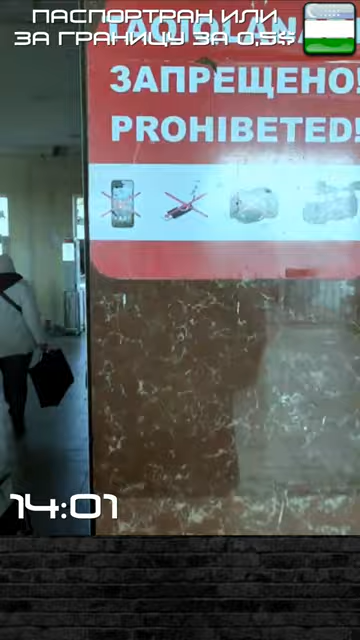 ПАСПОРТРАН ИЛИ
ЗА ГРАНИЦУ ЗА 0,5$
ЗАПРЕЩЕНО!
PROHIBETED!
14:01